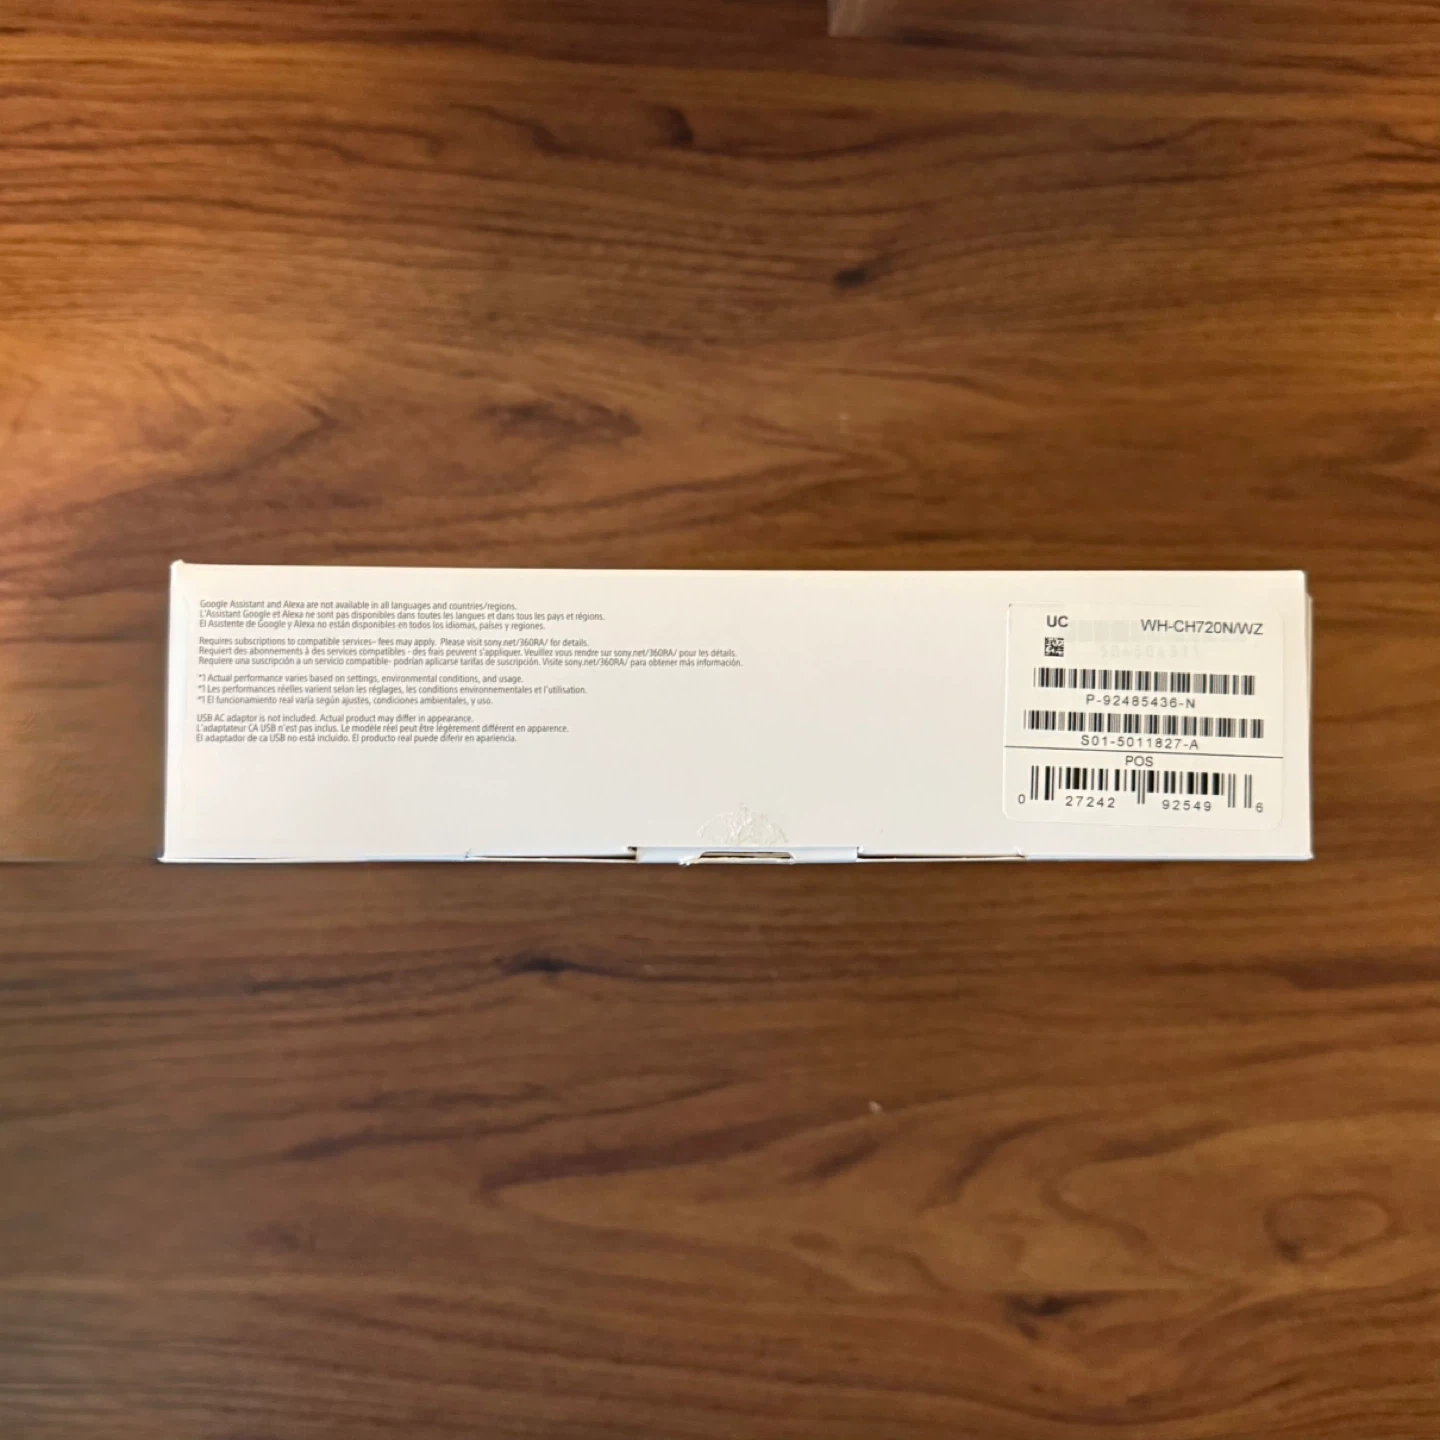 Google Assistant and Alexa are not available in all languages and countries/regions.
L'Assistant Google et Alexa ne sont pas disponibles dans toutes les langues et dans tous les pays et régions.
El Asistente de Google y Alexa no están disponibles en todos los idiomas, países y regiones.
Requires subscriptions to compatible services– fees may apply. Please visit sony.net/360RA/ for details.
Requiert des abonnements à des services compatibles - des frais peuvent s'appliquer. Veuillez vous rendre sur sony.net/360RA/ pour les détails.
Requiere una suscripción a un servicio compatible- podrían aplicarse tarifas de suscripción. Visite sony.net/360RA/ para obtener más información.
*1 Actual performance varies based on settings, environmental conditions, and usage.
*1 Les performances réelles varient selon les réglages, les conditions environnementales et l'utilisation.
*1 El funcionamiento real varía según ajustes, condiciones ambientales, y uso.
USB AC adaptor is not included. Actual product may differ in appearance.
L'adaptateur CA USB n'est pas inclus. Le modèle réel peut être légèrement différent en apparence.
El adaptador de ca USB no está incluido. El producto real puede diferir en apariencia.
UC WH-CH720N/WZ
P-92485436-N
S01-5011827-A
POS
0 27242 92549 6